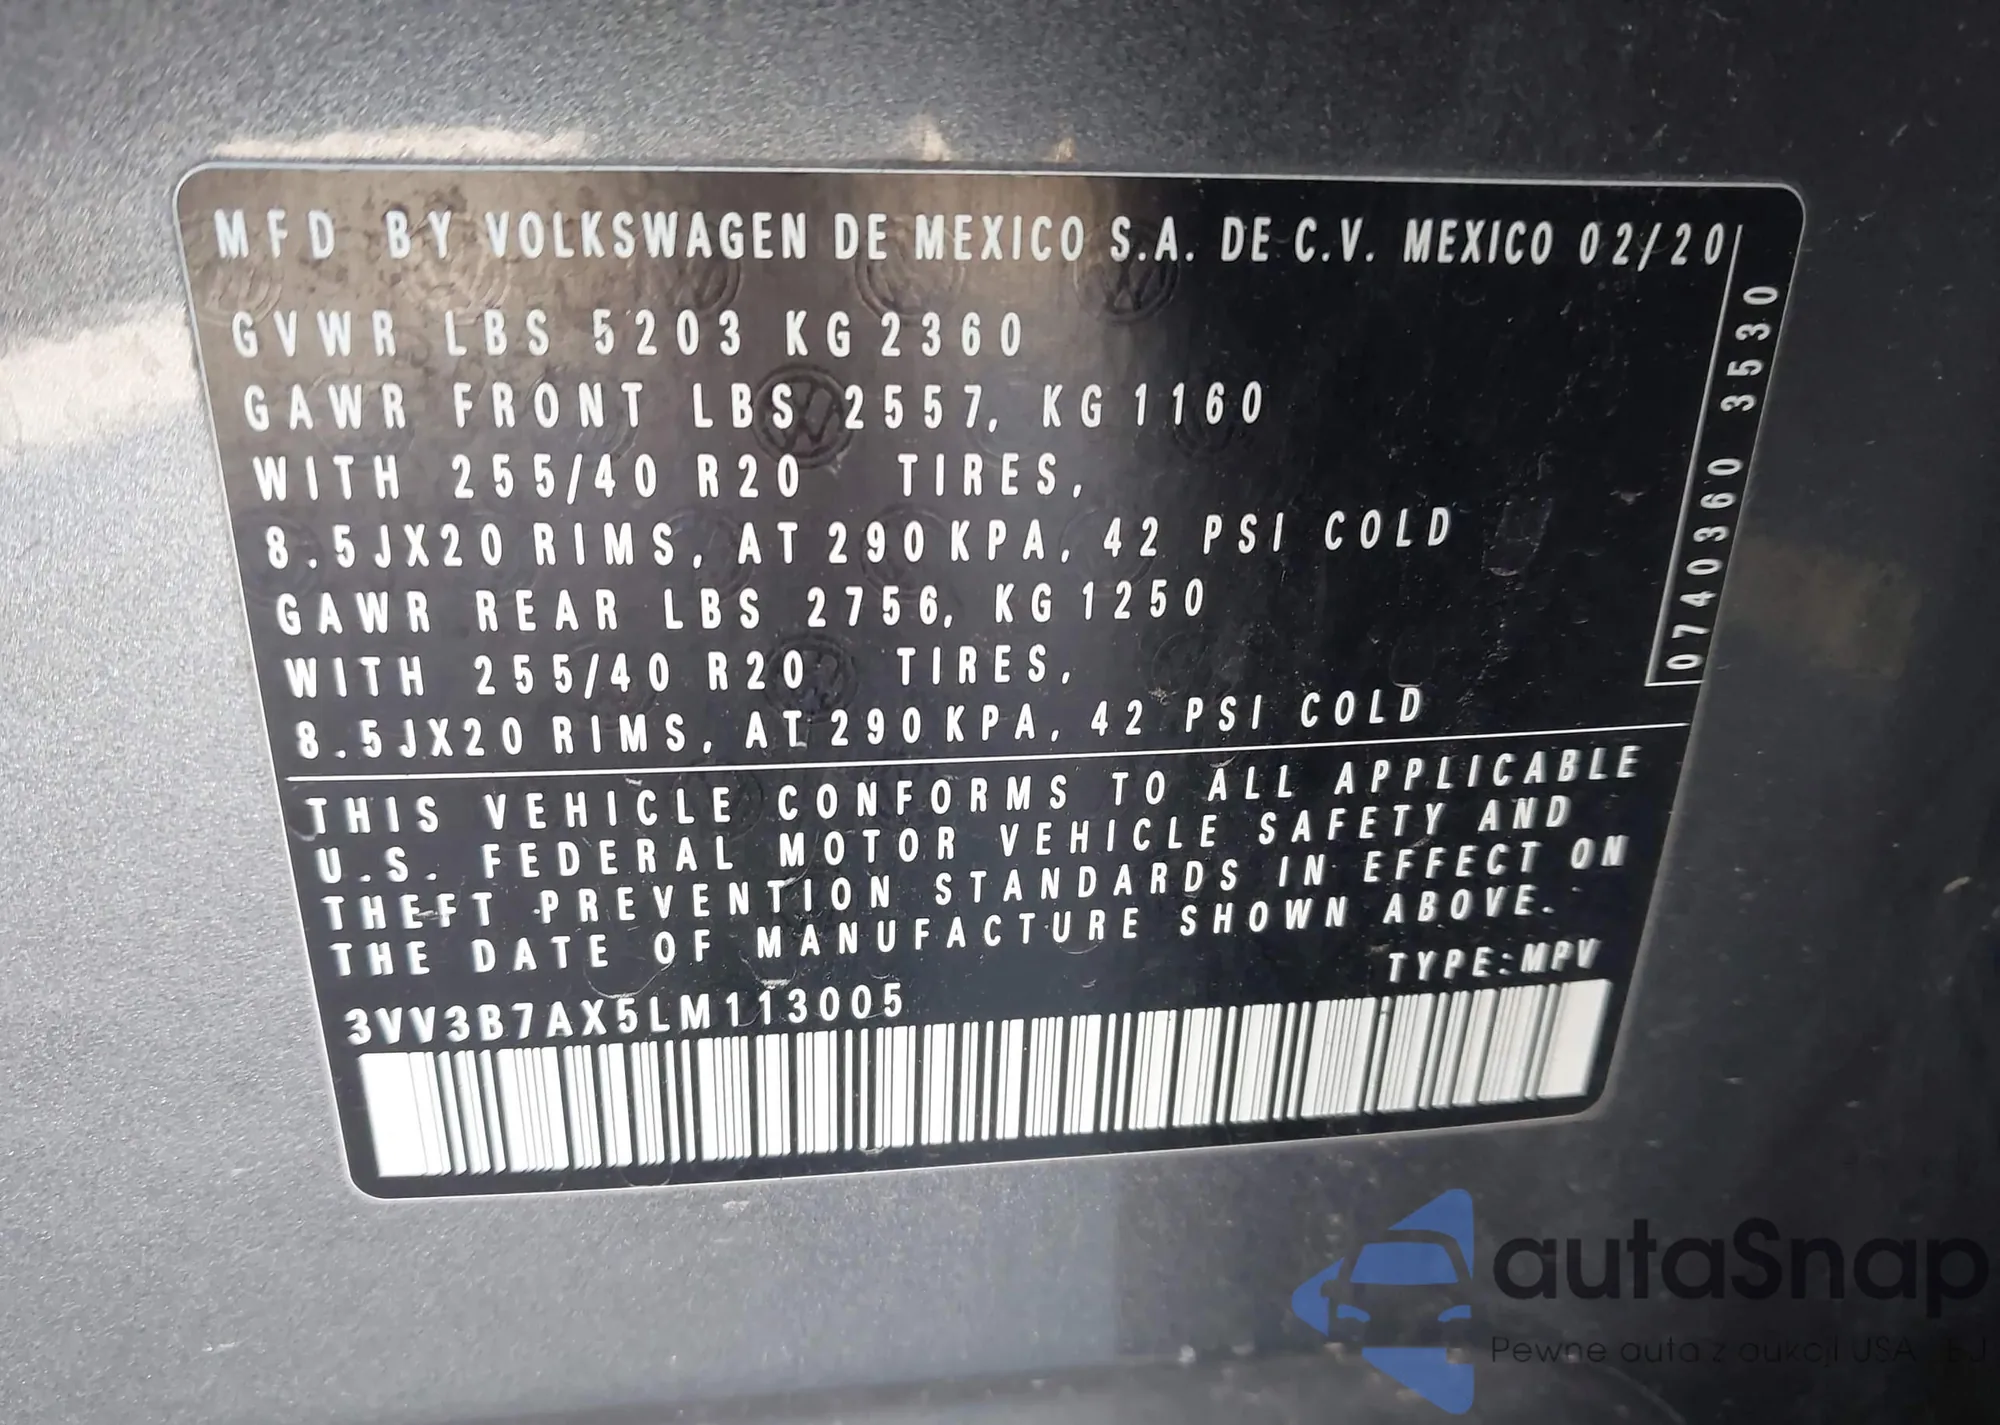 MFD BY VOLKSWAGEN DE MEXICO S.A. DE C.V. MEXICO 02/20
GVWR LBS 5203 KG 2360
GAWR FRONT LBS 2557, KG 1160
WITH 255/40 R20 TIRES,
8.5JX20 RIMS, AT 290 KPA, 42 PSI COLD
GAWR REAR LBS 2756, KG 1250
WITH 255/40 R20 TIRES,
8.5JX20 RIMS, AT 290 KPA, 42 PSI COLD
0740360 3530
THIS VEHICLE CONFORMS TO ALL APPLICABLE
U.S. FEDERAL MOTOR VEHICLE SAFETY AND
THEFT PREVENTION STANDARDS IN EFFECT ON
THE DATE OF MANUFACTURE SHOWN ABOVE.
TYPE:MPV
3VV3B7AX5LM113005
autaSnap
Pewne auta z aukcji USA